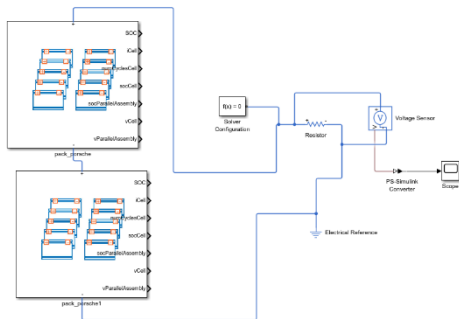 SOC
iCell
numCyclesCell
socCell
socParallelAssembly
vCell
vParallelAssembly
pack_porsche
SOC
iCell
numCyclesCell
socCell
socParallelAssembly
vCell
vParallelAssembly
pack_porsche1
f(x) = 0
Solver
Configuration
Resistor
V
Voltage Sensor
PS-Simulink
Converter
Scope
Electrical Reference